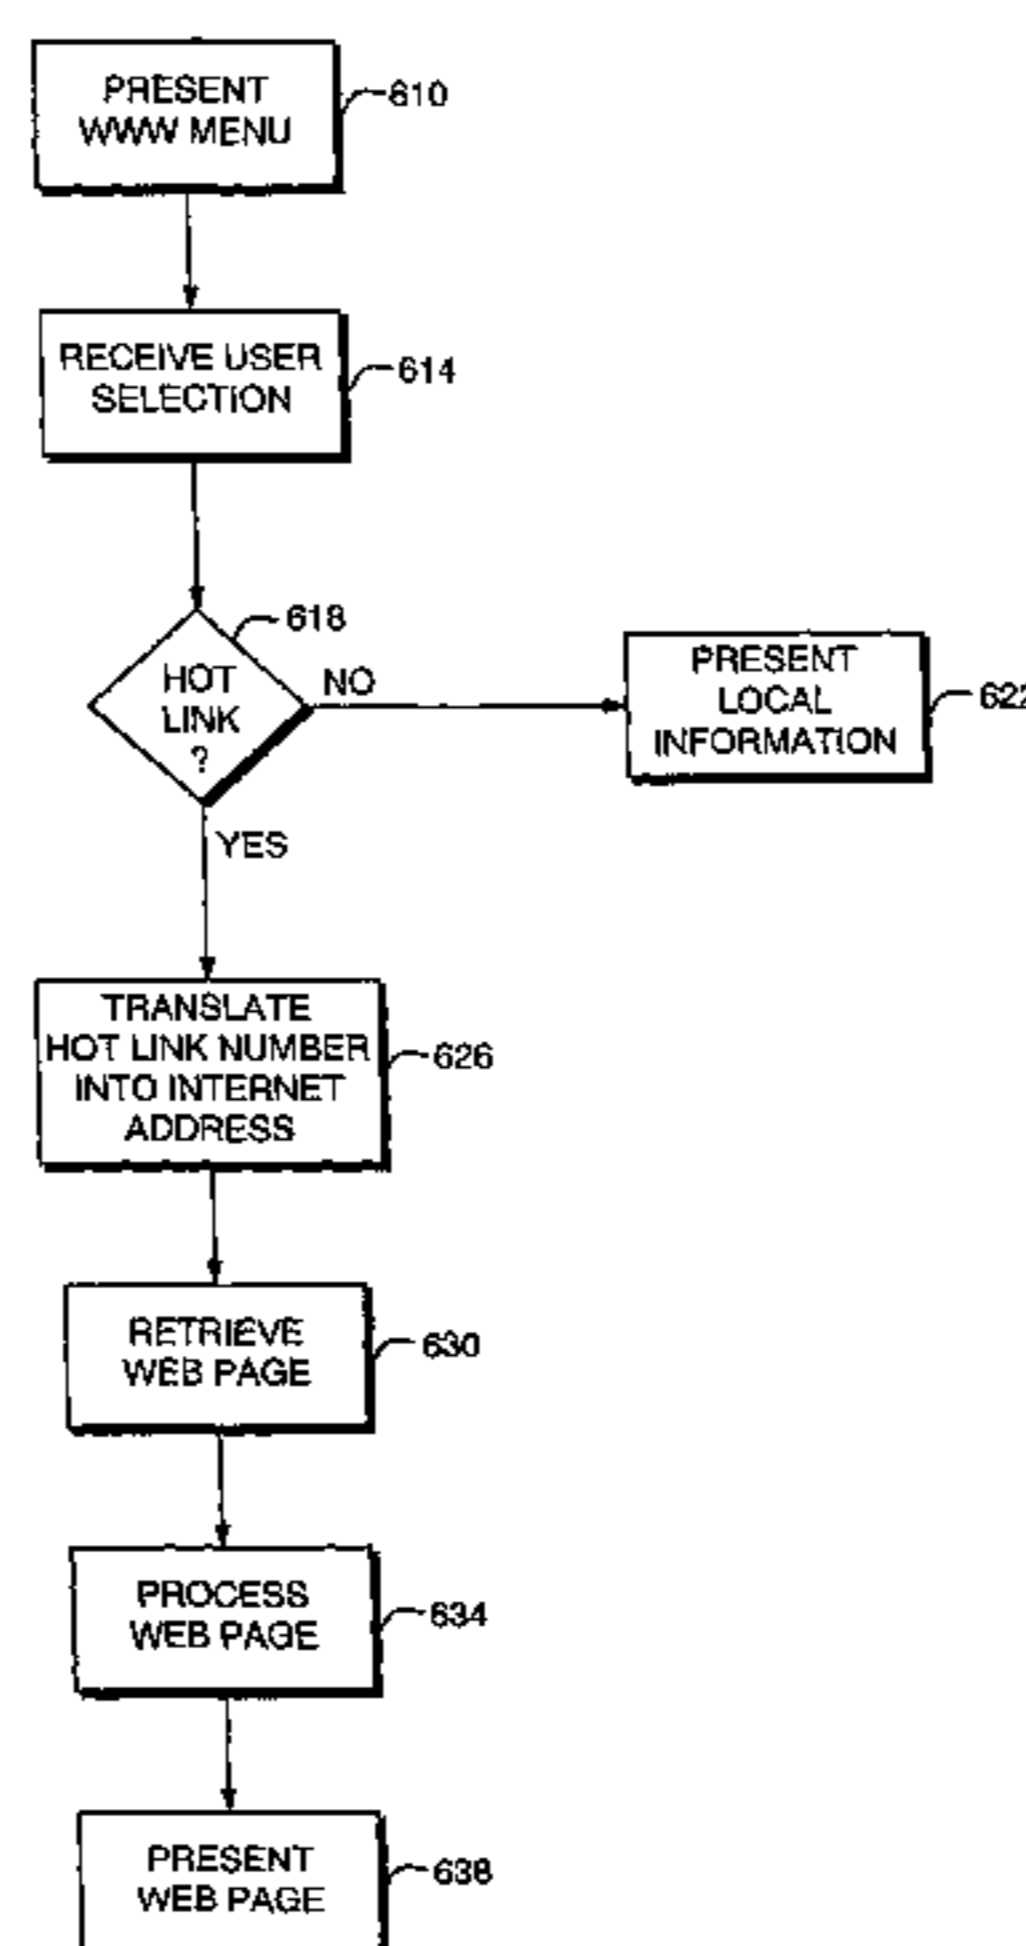 PRESENT
WWW MENU
610
RECEIVE USER
SELECTION
614
618
HOT
LINK
?
NO
PRESENT
LOCAL
INFORMATION
622
YES
TRANSLATE
HOT LINK NUMBER
INTO INTERNET
ADDRESS
626
RETRIEVE
WEB PAGE
630
PROCESS
WEB PAGE
634
PRESENT
WEB PAGE
638